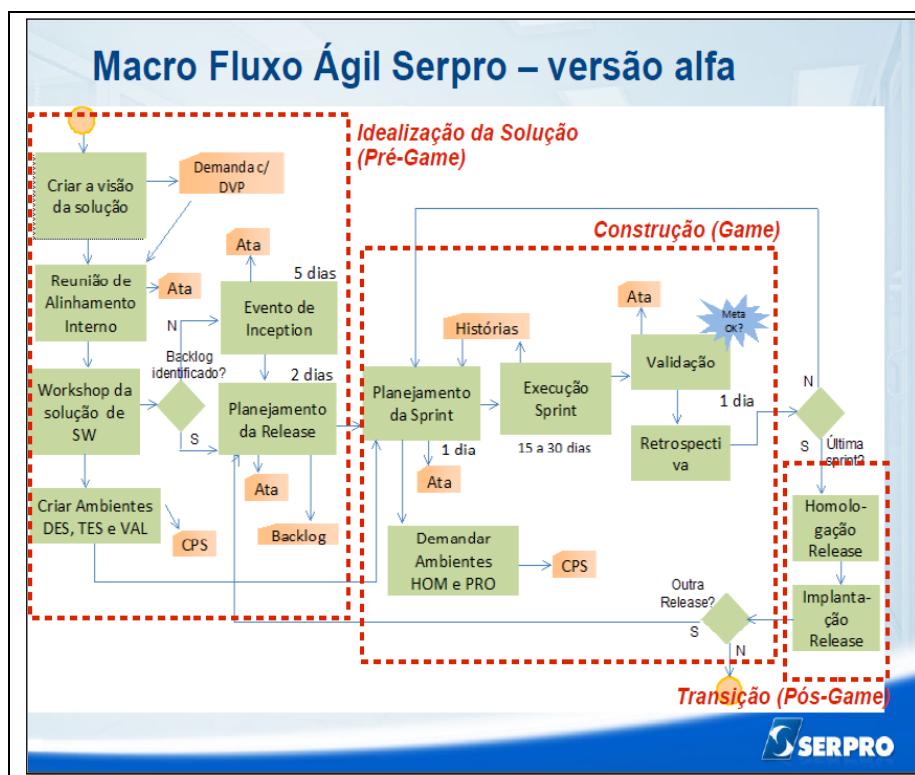 Macro Fluxo Ágil Serpro – versão alfa
Idealização da Solução
(Pré-Game)
Criar a visão
da solução
Demanda c/
DVP
Reunião de
Alinhamento
Interno
Ata
Ata
5 dias
Evento de
Inception
N
Backlog
identificado?
S
Workshop da
solução de
SW
2 dias
Planejamento
da Release
Ata
Backlog
Criar Ambientes
DES, TES e VAL
CPS
Construção (Game)
Histórias
Planejamento
da Sprint
1 dia
Ata
Execução
Sprint
15 a 30 dias
Ata
Meta
OK?
Validação
1 dia
Retrospecti
va
N
S
Última
sprint?
Demandar
Ambientes
HOM e PRO
CPS
Homolo-
gação
Release
Implanta-
ção
Release
Outra
Release?
S
N
Transição (Pós-Game)
SERPRO